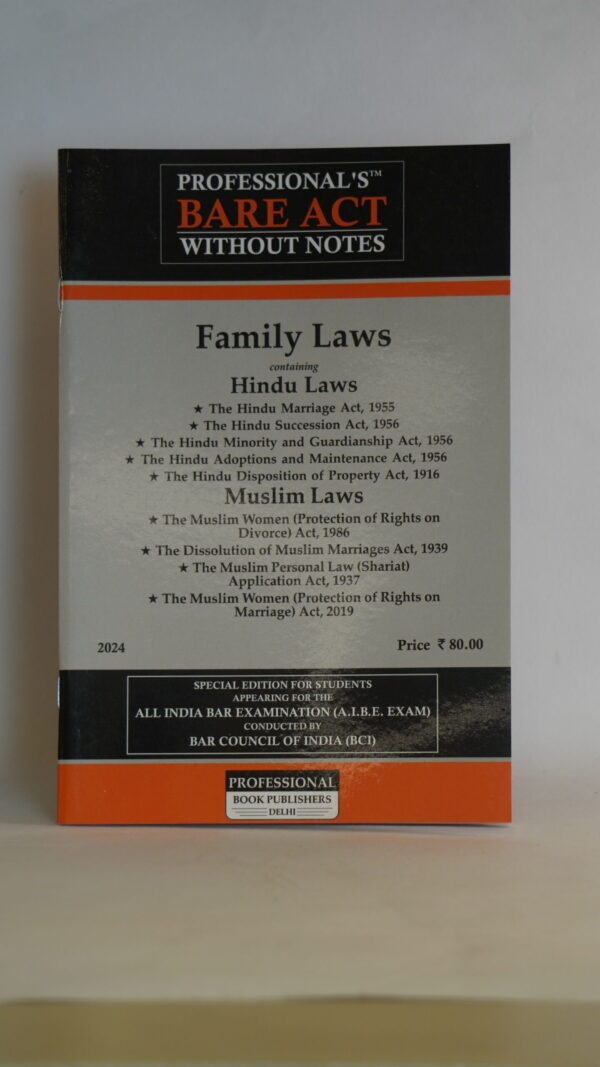 PROFESSIONAL'S™
BARE ACT
WITHOUT NOTES
Family Laws
containing
Hindu Laws
★ The Hindu Marriage Act, 1955
★ The Hindu Succession Act, 1956
★ The Hindu Minority and Guardianship Act, 1956
★ The Hindu Adoptions and Maintenance Act, 1956
★ The Hindu Disposition of Property Act, 1916
Muslim Laws
★ The Muslim Women (Protection of Rights on
Divorce) Act, 1986
★ The Dissolution of Muslim Marriages Act, 1939
★ The Muslim Personal Law (Shariat)
Application Act, 1937
★ The Muslim Women (Protection of Rights on
Marriage) Act, 2019
2024 Price ₹ 80.00
SPECIAL EDITION FOR STUDENTS
APPEARING FOR THE
ALL INDIA BAR EXAMINATION (A.I.B.E. EXAM)
CONDUCTED BY
BAR COUNCIL OF INDIA (BCI)
PROFESSIONAL
BOOK PUBLISHERS
DELHI